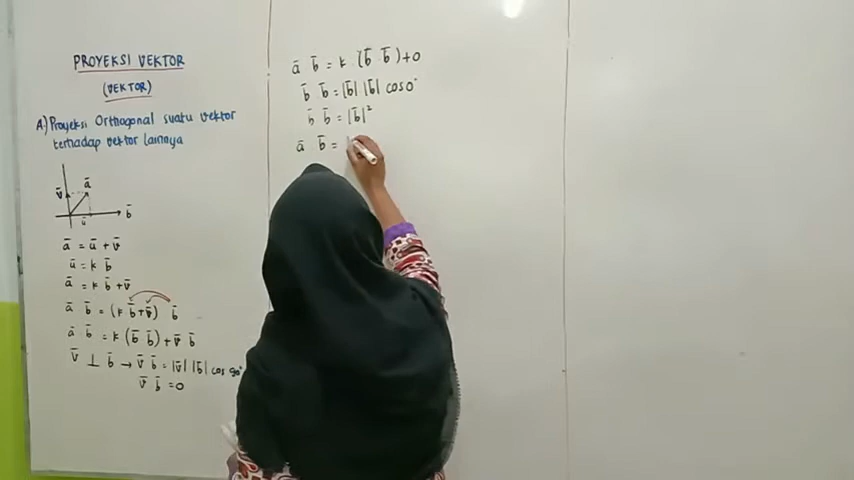 PROYEKSI VEKTOR
(VEKTOR)
A) Proyeksi Orthogonal suatu vektor
terhadap vektor lainnya
v̅ a̅
u̅ b̅
a̅ = u̅ + v̅
u̅ = k b̅
a̅ = k b̅ + v̅
a̅ b̅ = (k b̅ + v̅) b̅
a̅ b̅ = k (b̅ b̅) + v̅ b̅
v̅ ⊥ b̅ → v̅ b̅ = |v̅| |b̅| cos 90°
v̅ b̅ = 0
a̅ b̅ = k (b̅ b̅) + 0
b̅ b̅ = |b̅| |b̅| cos 0°
b̅ b̅ = |b̅|²
a̅ b̅ =